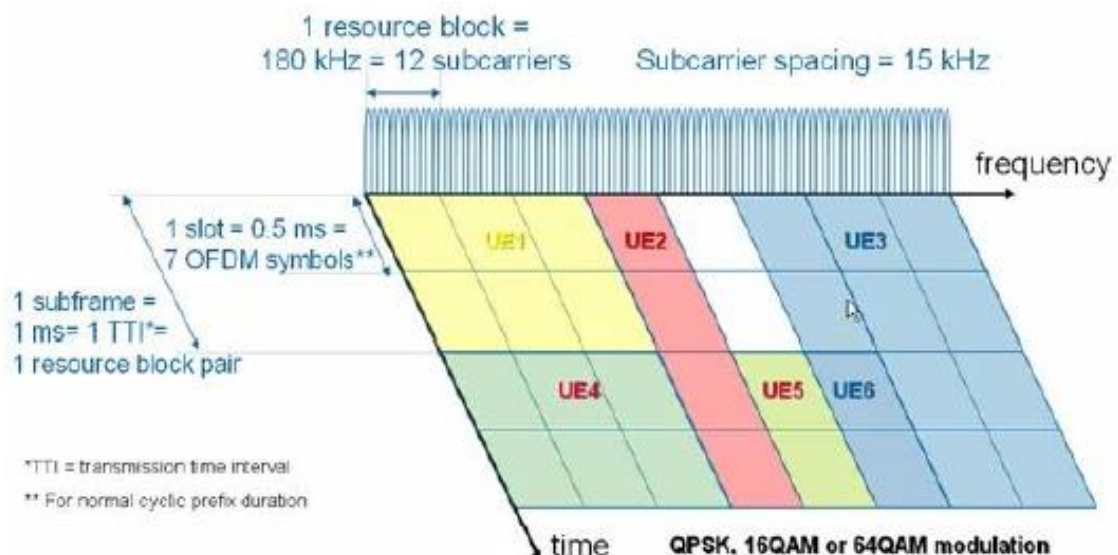 1 resource block =
180 kHz = 12 subcarriers
Subcarrier spacing = 15 kHz
frequency
1 slot = 0.5 ms =
7 OFDM symbols**
UE1
UE2
UE3
1 subframe =
1 ms= 1 TTI*=
1 resource block pair
UE4
UE5
UE6
*TTI = transmission time interval
** For normal cyclic prefix duration
time
QPSK, 16QAM or 64QAM modulation